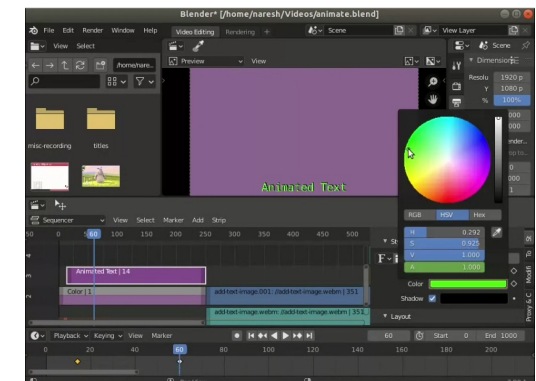 Blender* [/home/naresh/Videos/animate.blend]
File Edit Render Window Help Video Editing Rendering + Scene View Layer
View Select Preview View Scene
/home/nare... Dimensions
Resolu 1920 p
Y 1080 p
% 100%
misc-recording titles
Animated Text
RGB HSV Hex
H 0.292
S 0.925
V 1.000
A 1.000
Color
Shadow
Layout
Sequencer View Select Marker Add Strip
0 60 100 150 200 250 300 350 400 450 500
Animated Text | 14
Color | 1
add-text-image.001: //add-text-image.webm | 351
add-text-image.webm: //add-text-image.webm | 351
Playback Keying View Marker 60 Start 0 End 1000
0 20 40 60 80 100 120 140 160 180 200